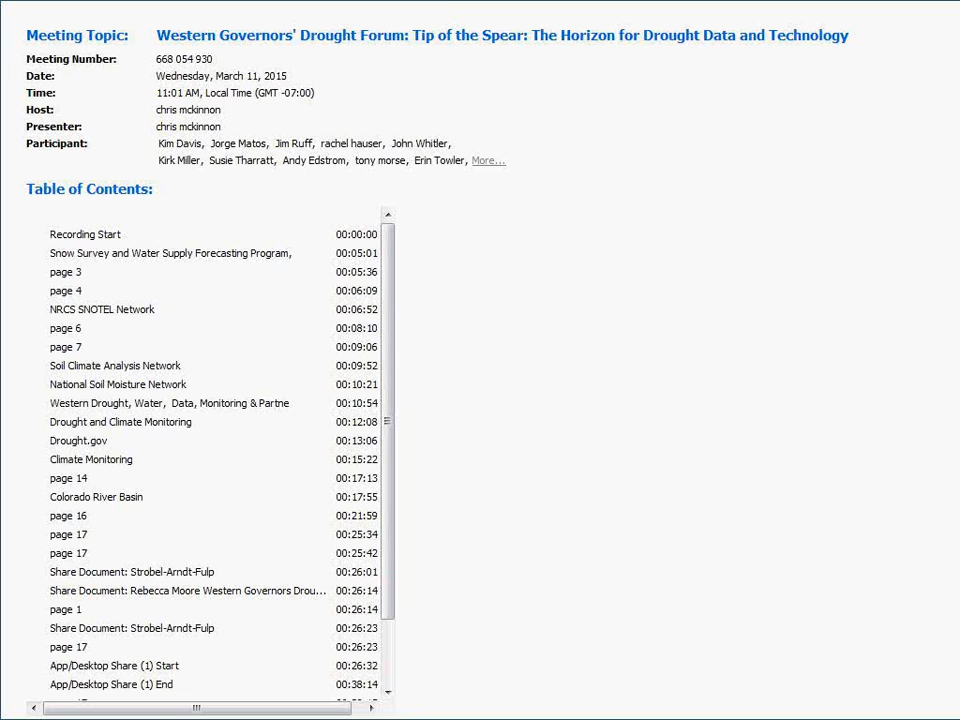 Meeting Topic: Western Governors' Drought Forum: Tip of the Spear: The Horizon for Drought Data and Technology
Meeting Number: 668 054 930
Date: Wednesday, March 11, 2015
Time: 11:01 AM, Local Time (GMT -07:00)
Host: chris mckinnon
Presenter: chris mckinnon
Participant: Kim Davis, Jorge Matos, Jim Ruff, rachel hauser, John Whitler,
Kirk Miller, Susie Tharratt, Andy Edstrom, tony morse, Erin Towler, More...
Table of Contents:
Recording Start 00:00:00
Snow Survey and Water Supply Forecasting Program, 00:05:01
page 3 00:05:36
page 4 00:06:09
NRCS SNOTEL Network 00:06:52
page 6 00:08:10
page 7 00:09:06
Soil Climate Analysis Network 00:09:52
National Soil Moisture Network 00:10:21
Western Drought, Water, Data, Monitoring & Partne 00:10:54
Drought and Climate Monitoring 00:12:08
Drought.gov 00:13:06
Climate Monitoring 00:15:22
page 14 00:17:13
Colorado River Basin 00:17:55
page 16 00:21:59
page 17 00:25:34
page 17 00:25:42
Share Document: Strobel-Arndt-Fulp 00:26:01
Share Document: Rebecca Moore Western Governors Drou... 00:26:14
page 1 00:26:14
Share Document: Strobel-Arndt-Fulp 00:26:23
page 17 00:26:23
App/Desktop Share (1) Start 00:26:32
App/Desktop Share (1) End 00:38:14